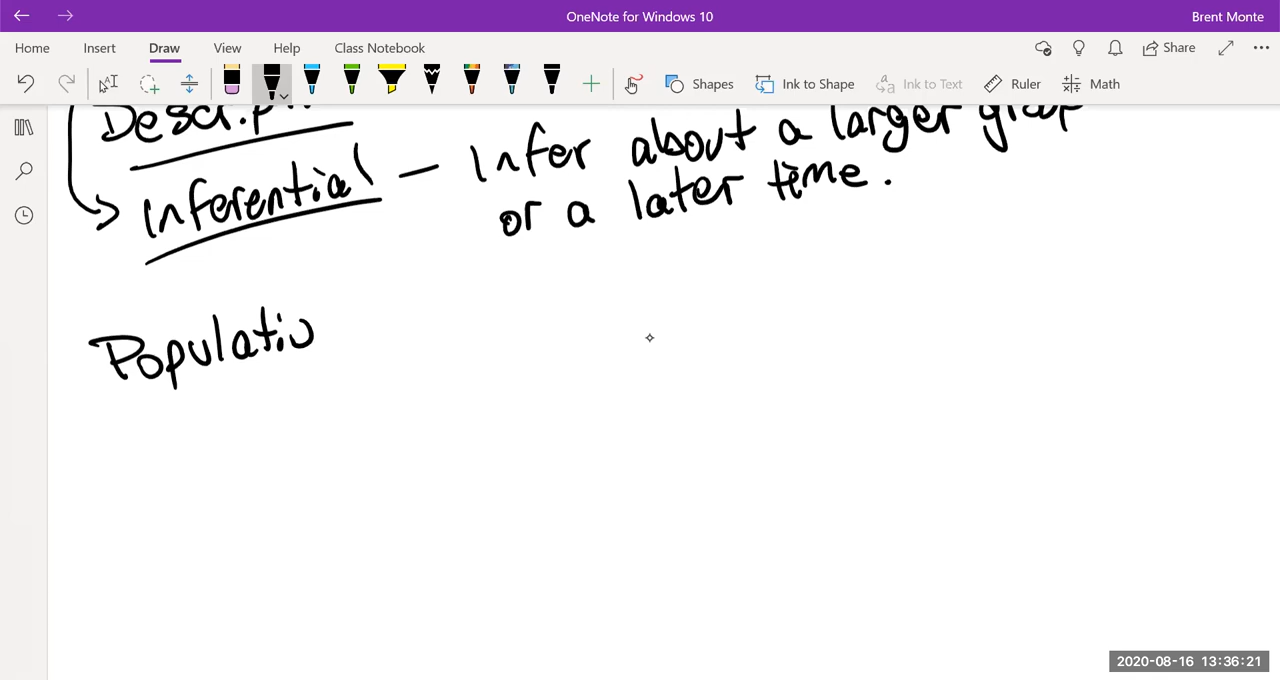 OneNote for Windows 10
Brent Monte
Home Insert Draw View Help Class Notebook
Share
Shapes Ink to Shape Ink to Text Ruler Math
Infer about a larger group
Inferential — or a later time.
Populatio
2020-08-16 13:36:21